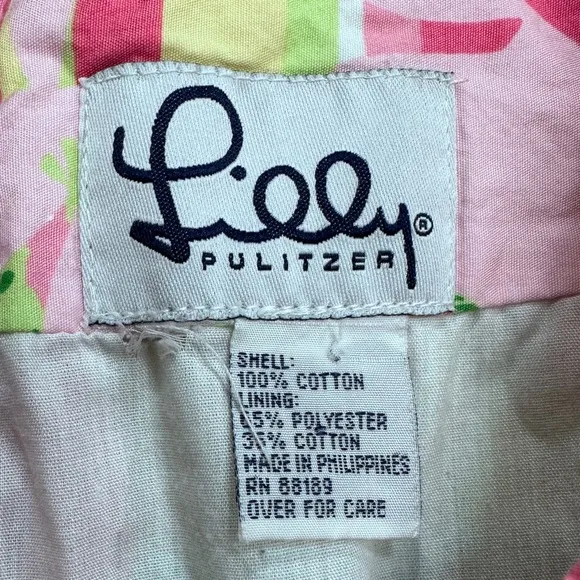 Lilly®
PULITZER
SHELL:
100% COTTON
LINING:
65% POLYESTER
35% COTTON
MADE IN PHILIPPINES
RN 88189
OVER FOR CARE